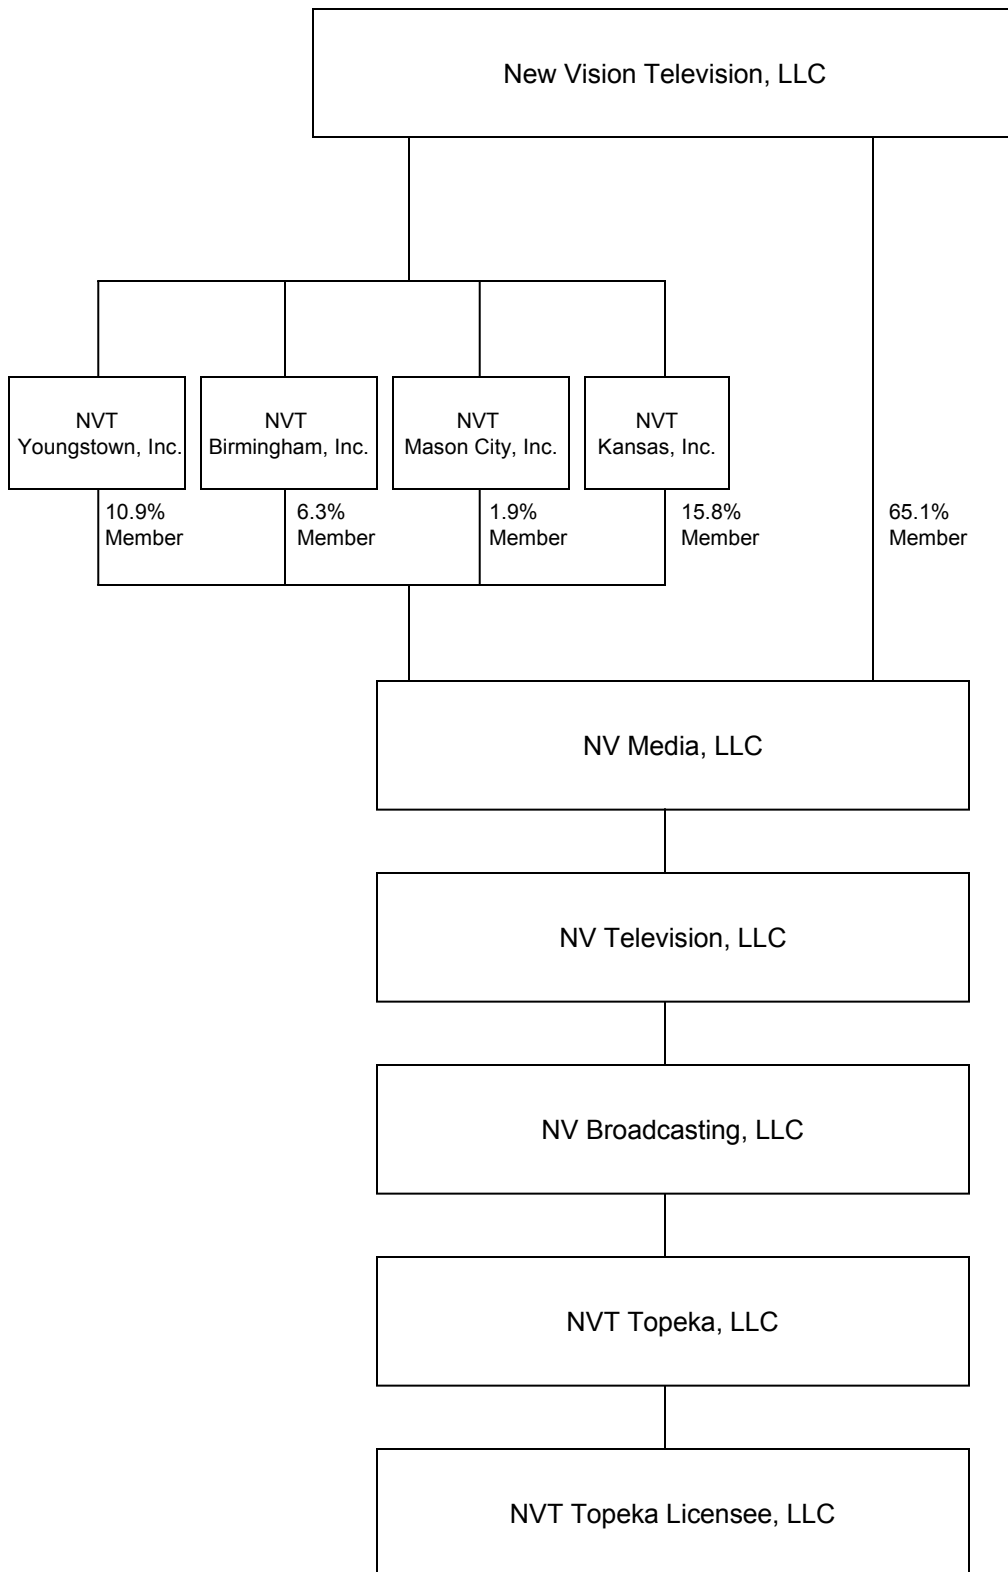 New Vision Television, LLC
NVT
Youngstown, Inc.
NVT
Birmingham, Inc.
NVT
Mason City, Inc.
NVT
Kansas, Inc.
10.9%
Member
6.3%
Member
1.9%
Member
15.8%
Member
65.1%
Member
NV Media, LLC
NV Television, LLC
NV Broadcasting, LLC
NVT Topeka, LLC
NVT Topeka Licensee, LLC